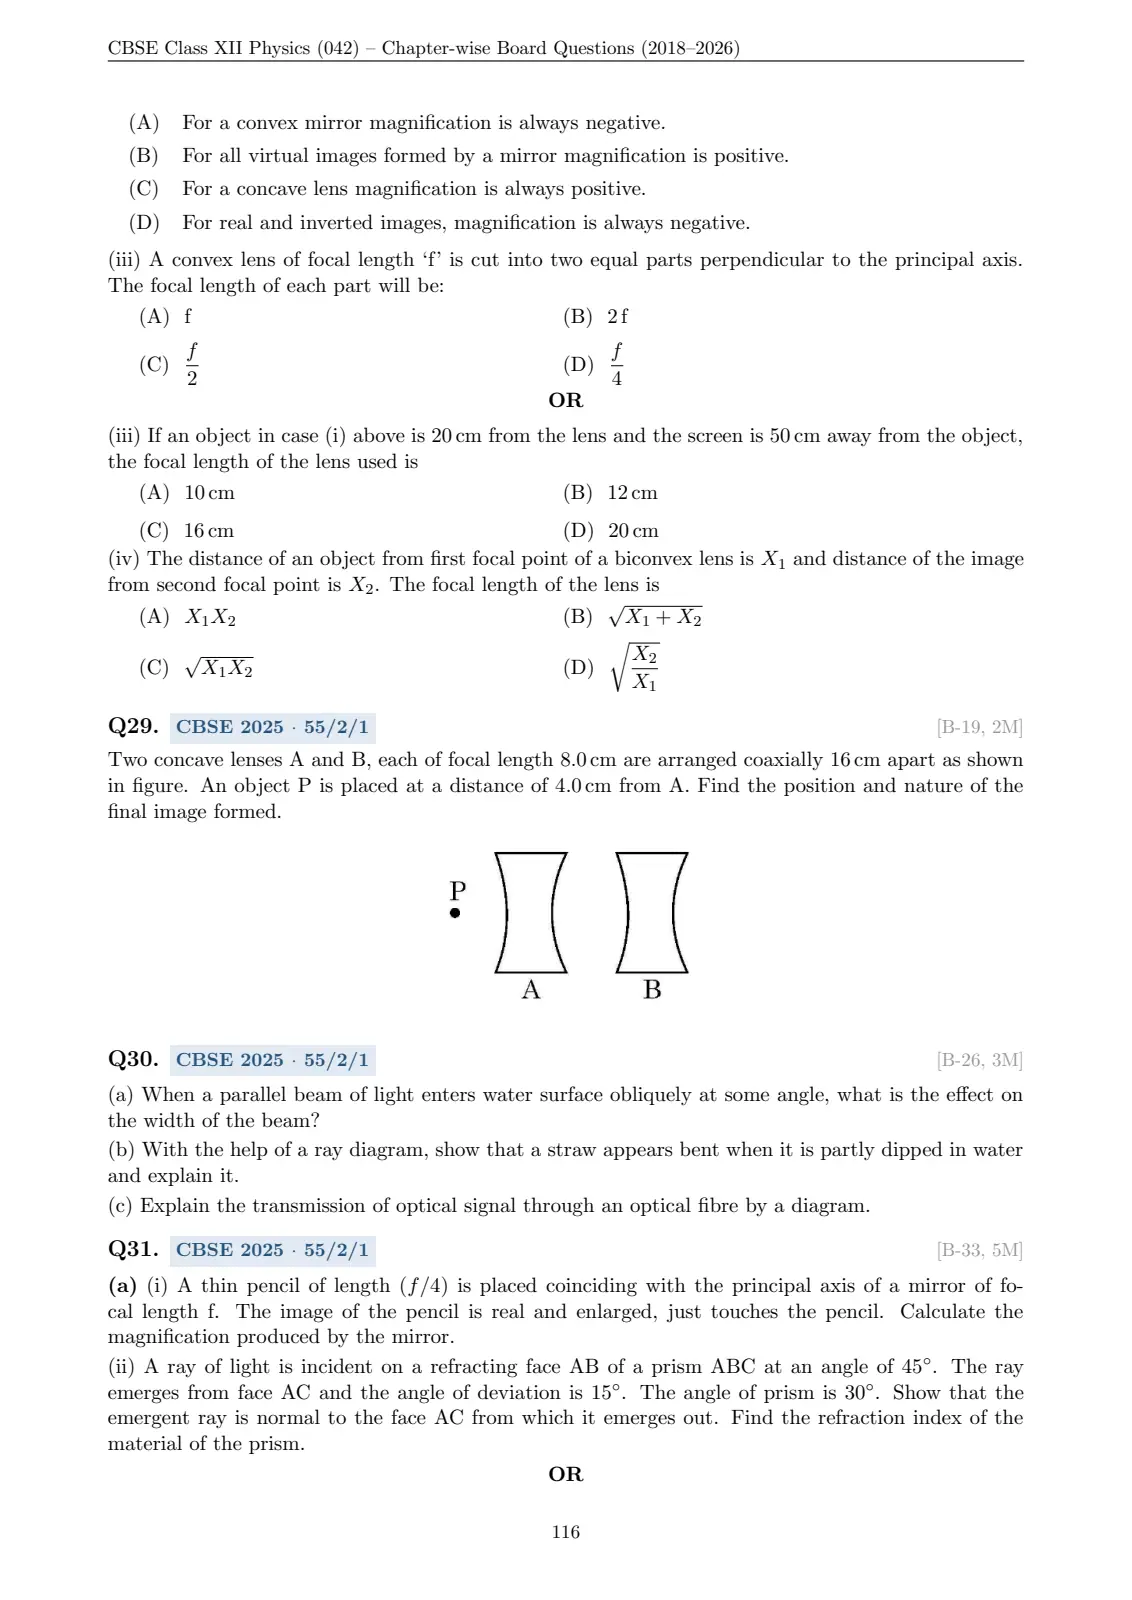 CBSE Class XII Physics (042) – Chapter-wise Board Questions (2018–2026)
(A) For a convex mirror magnification is always negative.
(B) For all virtual images formed by a mirror magnification is positive.
(C) For a concave lens magnification is always positive.
(D) For real and inverted images, magnification is always negative.
(iii) A convex lens of focal length ‘f’ is cut into two equal parts perpendicular to the principal axis.
The focal length of each part will be:
(A) f (B) 2 f
(C) f/2 (D) f/4
OR
(iii) If an object in case (i) above is 20 cm from the lens and the screen is 50 cm away from the object,
the focal length of the lens used is
(A) 10 cm (B) 12 cm
(C) 16 cm (D) 20 cm
(iv) The distance of an object from first focal point of a biconvex lens is X₁ and distance of the image
from second focal point is X₂. The focal length of the lens is
(A) X₁X₂ (B) √(X₁ + X₂)
(C) √(X₁X₂) (D) √(X₂/X₁)
Q29. CBSE 2025 · 55/2/1 [B-19, 2M]
Two concave lenses A and B, each of focal length 8.0 cm are arranged coaxially 16 cm apart as shown
in figure. An object P is placed at a distance of 4.0 cm from A. Find the position and nature of the
final image formed.
P
A B
Q30. CBSE 2025 · 55/2/1 [B-26, 3M]
(a) When a parallel beam of light enters water surface obliquely at some angle, what is the effect on
the width of the beam?
(b) With the help of a ray diagram, show that a straw appears bent when it is partly dipped in water
and explain it.
(c) Explain the transmission of optical signal through an optical fibre by a diagram.
Q31. CBSE 2025 · 55/2/1 [B-33, 5M]
(a) (i) A thin pencil of length (f/4) is placed coinciding with the principal axis of a mirror of fo-
cal length f. The image of the pencil is real and enlarged, just touches the pencil. Calculate the
magnification produced by the mirror.
(ii) A ray of light is incident on a refracting face AB of a prism ABC at an angle of 45°. The ray
emerges from face AC and the angle of deviation is 15°. The angle of prism is 30°. Show that the
emergent ray is normal to the face AC from which it emerges out. Find the refraction index of the
material of the prism.
OR
116